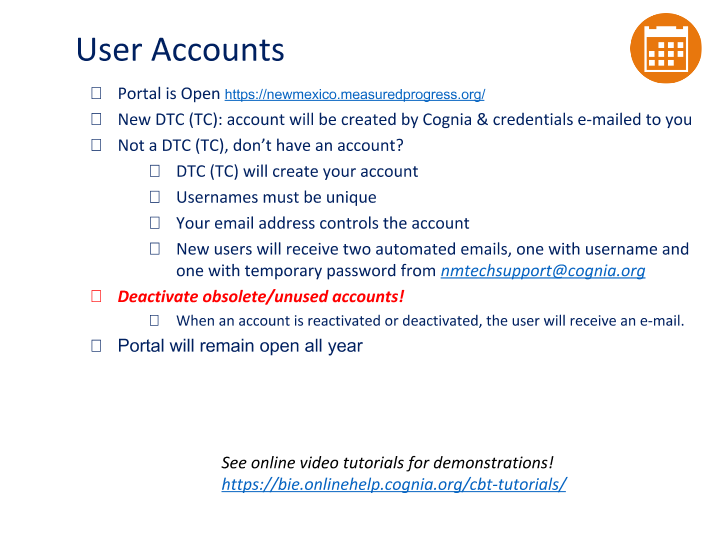 User Accounts
Portal is Open https://newmexico.measuredprogress.org/
New DTC (TC): account will be created by Cognia & credentials e-mailed to you
Not a DTC (TC), don’t have an account?
DTC (TC) will create your account
Usernames must be unique
Your email address controls the account
New users will receive two automated emails, one with username and
one with temporary password from nmtechsupport@cognia.org
Deactivate obsolete/unused accounts!
When an account is reactivated or deactivated, the user will receive an e-mail.
Portal will remain open all year
See online video tutorials for demonstrations!
https://bie.onlinehelp.cognia.org/cbt-tutorials/